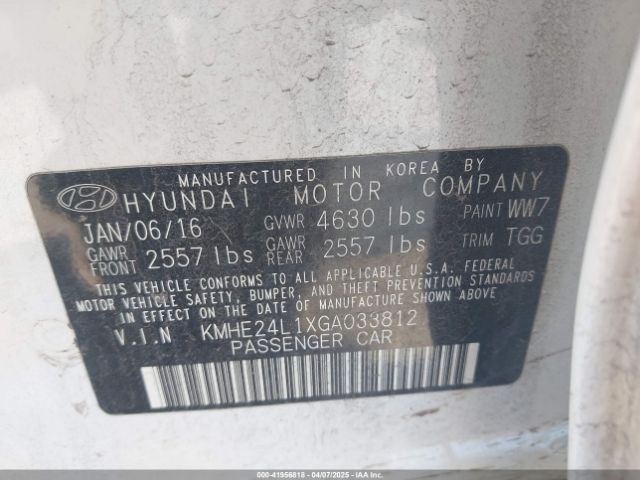 MANUFACTURED IN KOREA BY
HYUNDAI MOTOR COMPANY
JAN/06/16 GVWR 4630 lbs PAINT WW7
GAWR FRONT 2557 lbs GAWR REAR 2557 lbs TRIM TGG
THIS VEHICLE CONFORMS TO ALL APPLICABLE U.S.A. FEDERAL
MOTOR VEHICLE SAFETY, BUMPER, AND THEFT PREVENTION STANDARDS
IN EFFECT ON THE DATE OF MANUFACTURE SHOWN ABOVE
V.I.N KMHE24L1XGA033812
PASSENGER CAR
000-41956818 - 04/07/2025 - IAAI.COM